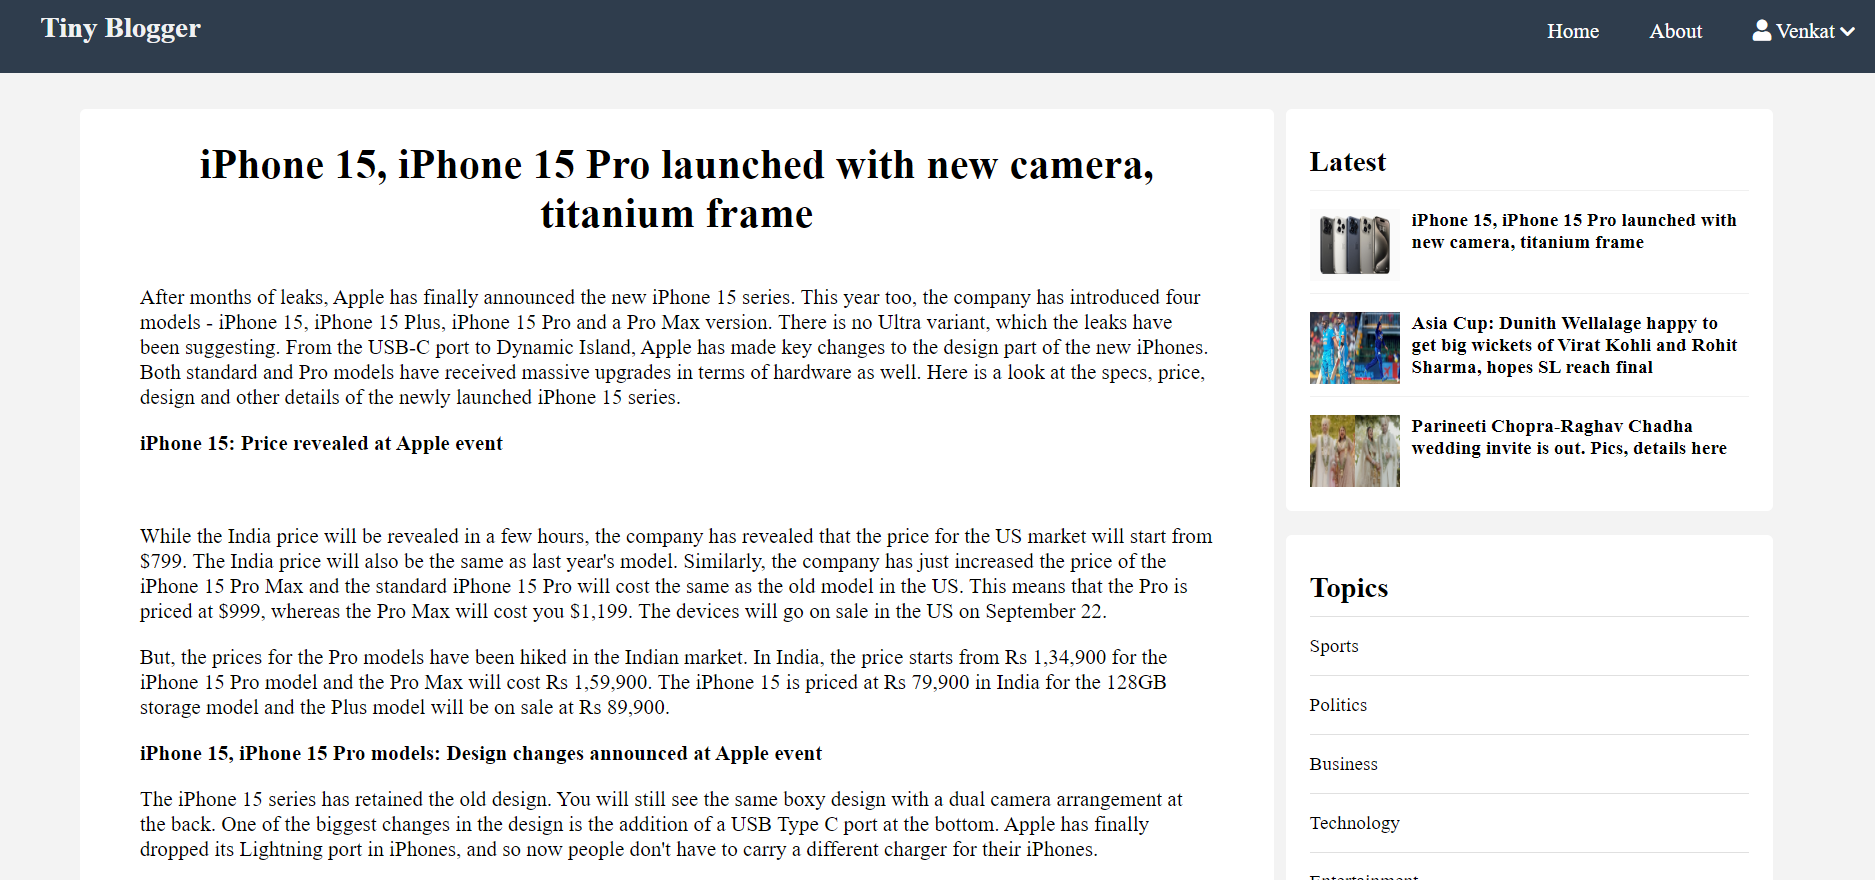 Tiny Blogger
Home
About
Venkat
iPhone 15, iPhone 15 Pro launched with new camera,
titanium frame
After months of leaks, Apple has finally announced the new iPhone 15 series. This year too, the company has introduced four
models - iPhone 15, iPhone 15 Plus, iPhone 15 Pro and a Pro Max version. There is no Ultra variant, which the leaks have
been suggesting. From the USB-C port to Dynamic Island, Apple has made key changes to the design part of the new iPhones.
Both standard and Pro models have received massive upgrades in terms of hardware as well. Here is a look at the specs, price,
design and other details of the newly launched iPhone 15 series.
iPhone 15: Price revealed at Apple event
While the India price will be revealed in a few hours, the company has revealed that the price for the US market will start from
$799. The India price will also be the same as last year's model. Similarly, the company has just increased the price of the
iPhone 15 Pro Max and the standard iPhone 15 Pro will cost the same as the old model in the US. This means that the Pro is
priced at $999, whereas the Pro Max will cost you $1,199. The devices will go on sale in the US on September 22.
But, the prices for the Pro models have been hiked in the Indian market. In India, the price starts from Rs 1,34,900 for the
iPhone 15 Pro model and the Pro Max will cost Rs 1,59,900. The iPhone 15 is priced at Rs 79,900 in India for the 128GB
storage model and the Plus model will be on sale at Rs 89,900.
iPhone 15, iPhone 15 Pro models: Design changes announced at Apple event
The iPhone 15 series has retained the old design. You will still see the same boxy design with a dual camera arrangement at
the back. One of the biggest changes in the design is the addition of a USB Type C port at the bottom. Apple has finally
dropped its Lightning port in iPhones, and so now people don't have to carry a different charger for their iPhones.
Latest
iPhone 15, iPhone 15 Pro launched with
new camera, titanium frame
Asia Cup: Dunith Wellalage happy to
get big wickets of Virat Kohli and Rohit
Sharma, hopes SL reach final
Parineeti Chopra-Raghav Chadha
wedding invite is out. Pics, details here
Topics
Sports
Politics
Business
Technology
Entertainment